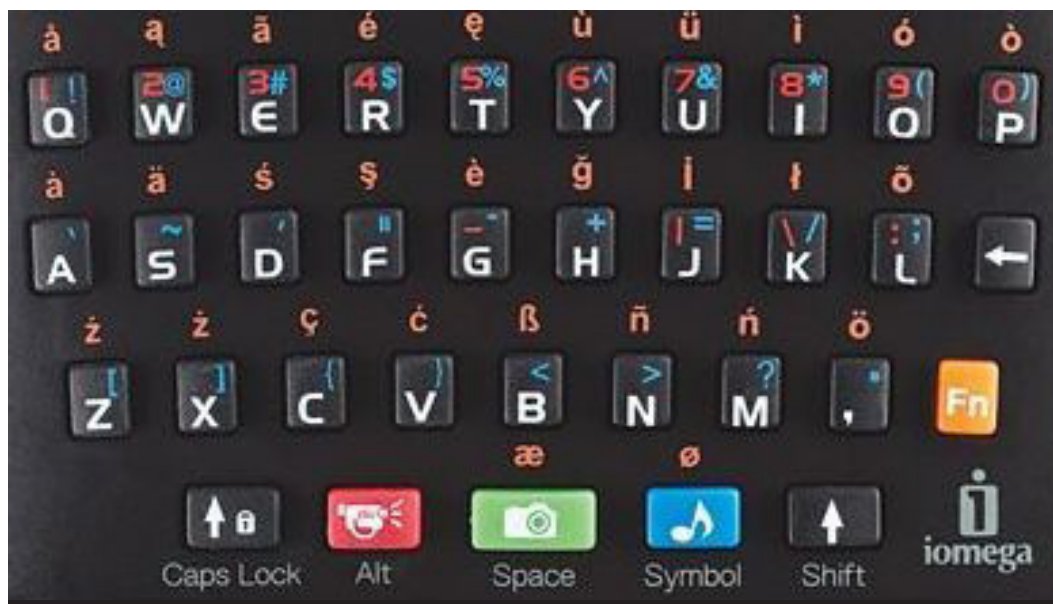 ȧ ą ã é ę ù ü ì ó ò
1! 2@ 3# 4$ 5% 6^ 7& 8* 9( 0)
Q W E R T Y U I O P
à ä ś ş è ğ į ł õ
` ~ ' " _- + |= \/ :;
A S D F G H J K L ←
ź ż ç ć ß ñ ń ö
[ ] { } < > ? .
Z X C V B N M , Fn
æ ø
Caps Lock Alt Space Symbol Shift
iomega